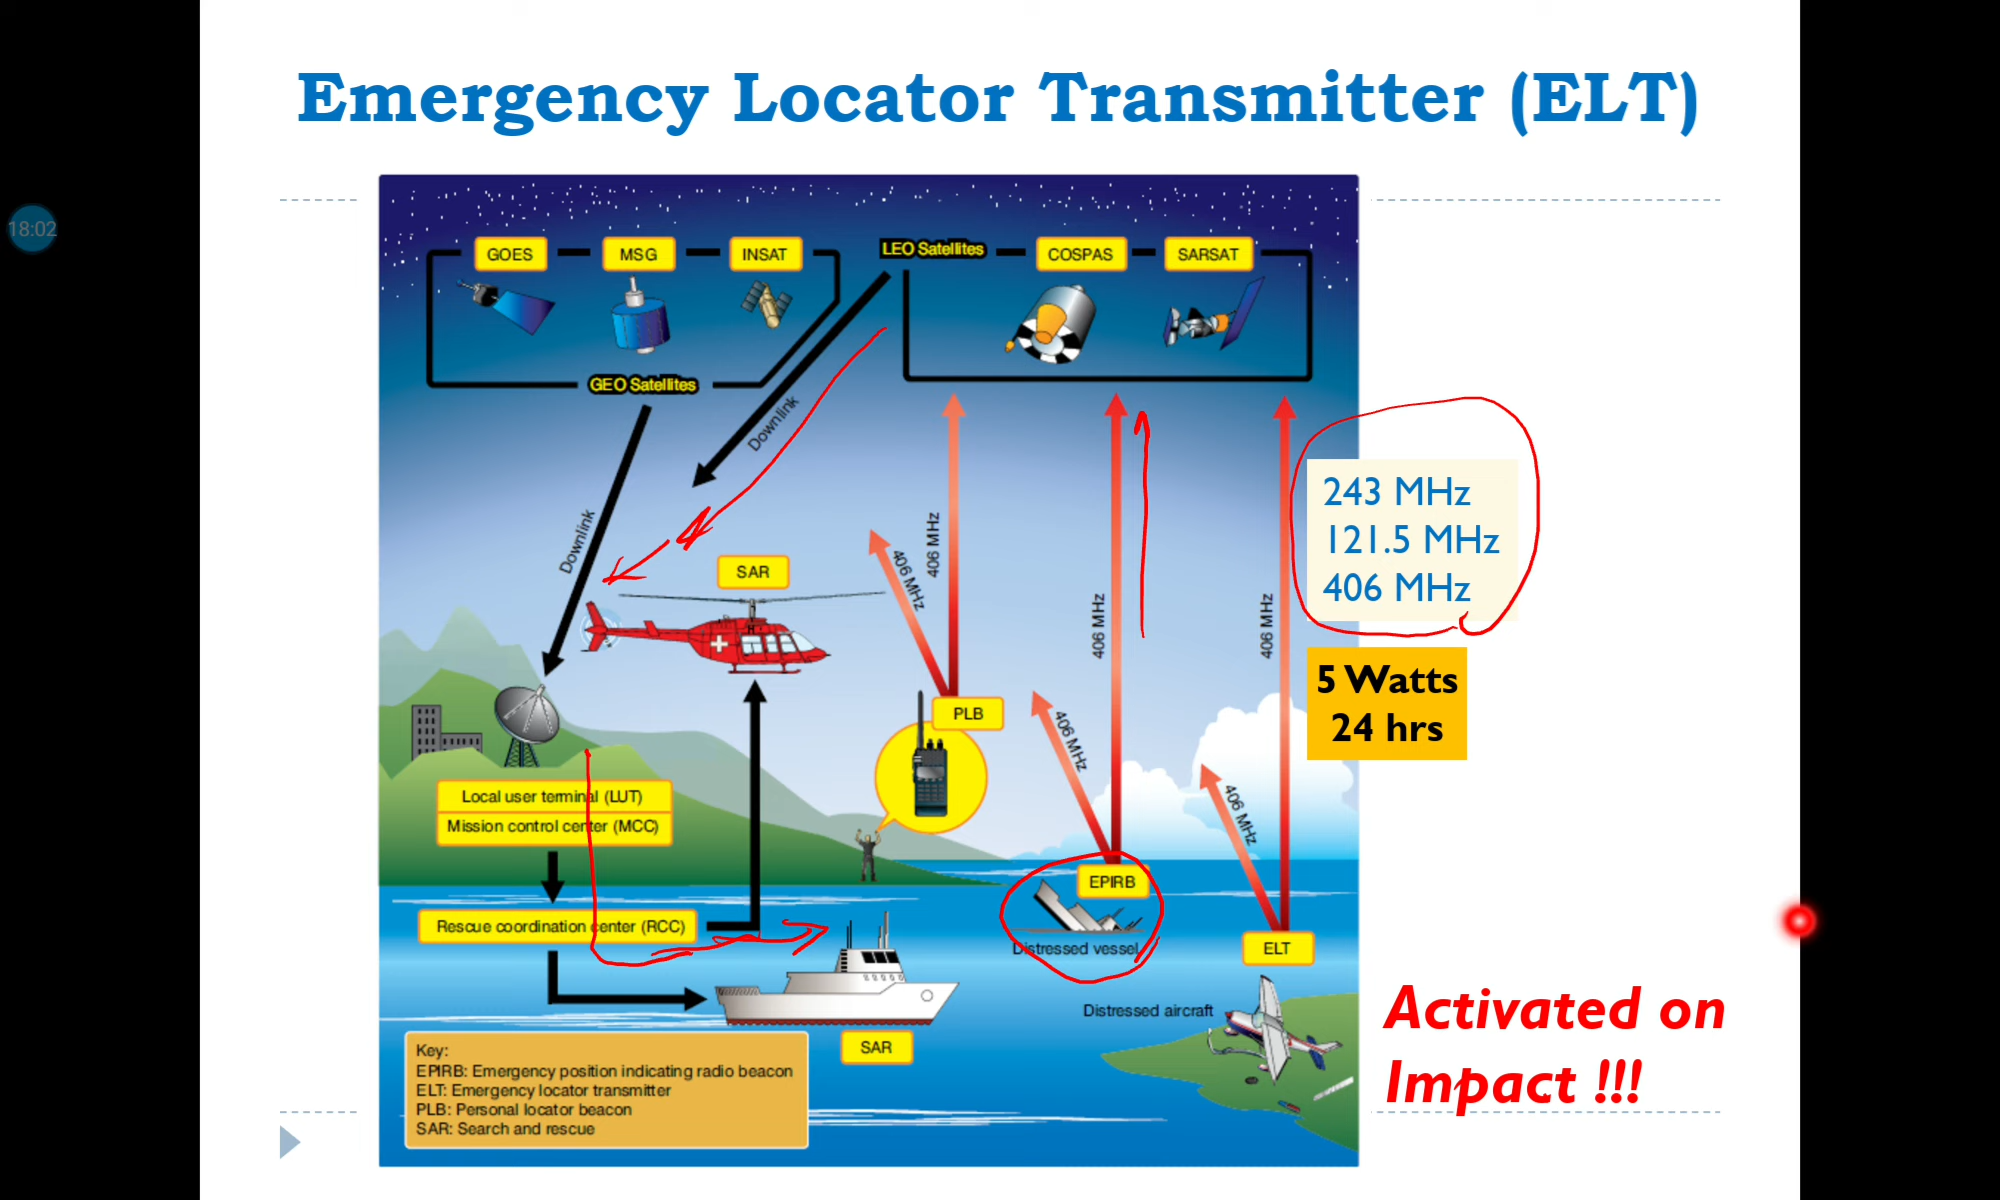 Emergency Locator Transmitter (ELT)
18:02
GOES
MSG
INSAT
LEO Satellites
COSPAS
SARSAT
GEO Satellites
Downlink
Downlink
243 MHz
121.5 MHz
406 MHz
406 MHz
406 MHz
406 MHz
406 MHz
406 MHz
406 MHz
SAR
5 Watts
24 hrs
PLB
Local user terminal (LUT)
Mission control center (MCC)
EPIRB
Rescue coordination center (RCC)
Distressed vessel
ELT
Distressed aircraft
SAR
Activated on
Impact !!!
Key:
EPIRB: Emergency position indicating radio beacon
ELT: Emergency locator transmitter
PLB: Personal locator beacon
SAR: Search and rescue